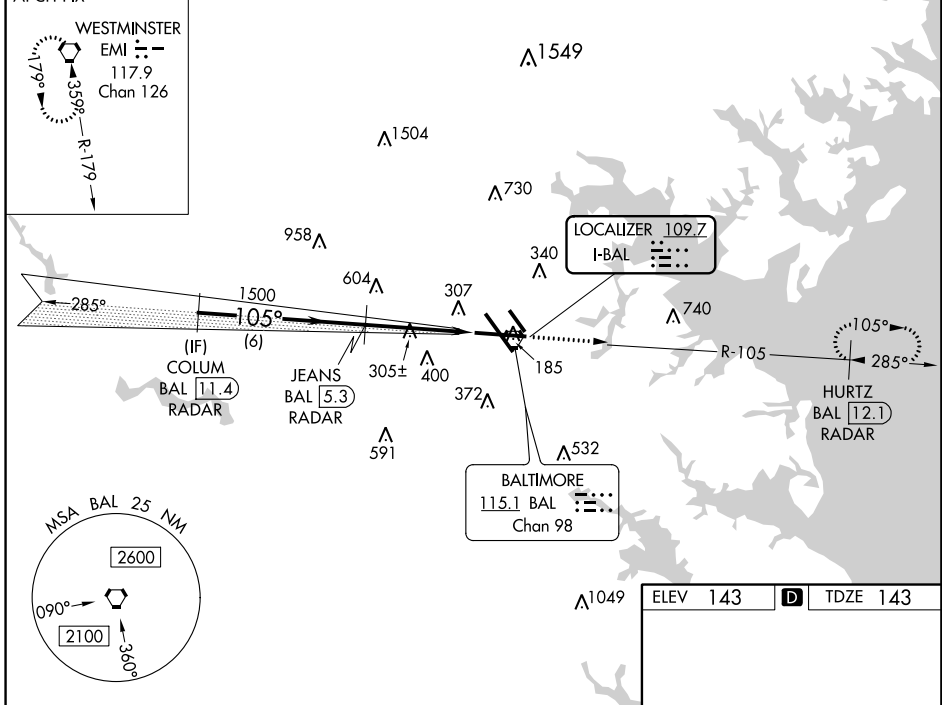 WESTMINSTER
EMI
117.9
Chan 126
179°
359°
R-179
1549
1504
730
958
LOCALIZER 109.7
I-BAL
340
604
307
740
285°
1500
105°
(6)
105°
285°
R-105
(IF)
COLUM
BAL 11.4
RADAR
JEANS
BAL 5.3
RADAR
305±
400
185
372
HURTZ
BAL 12.1
RADAR
591
532
BALTIMORE
115.1 BAL
Chan 98
MSA BAL 25 NM
2600
090°
2100
360°
1049
ELEV 143 D TDZE 143